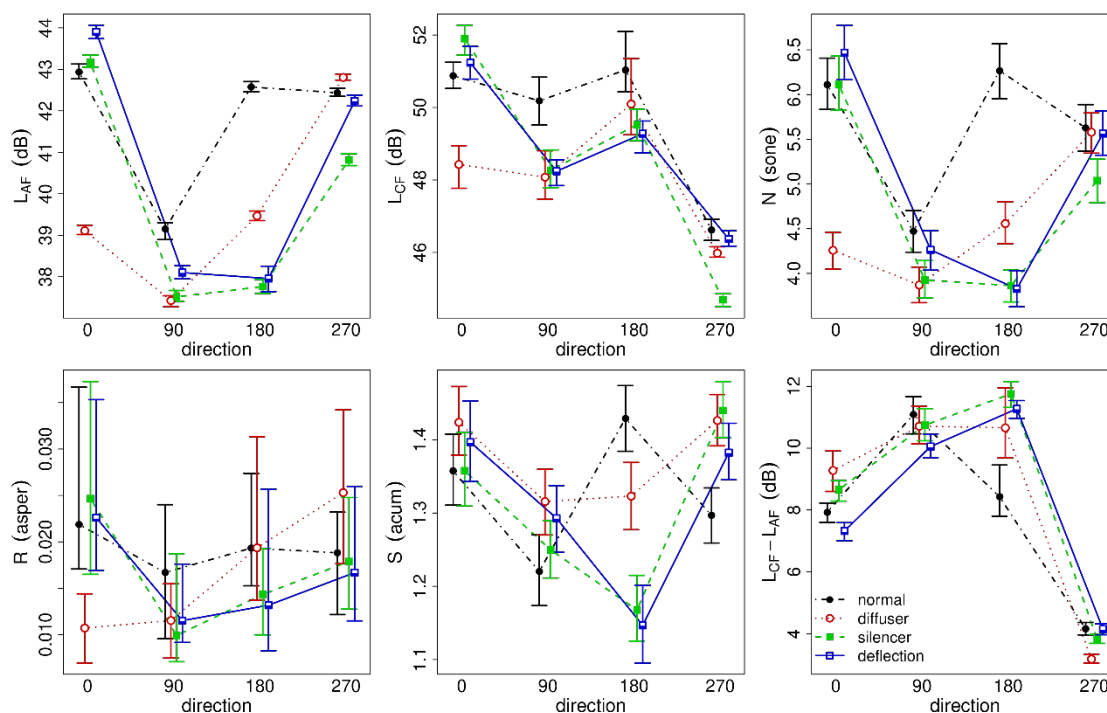 44
43
42
41
40
39
38
L_AF (dB)
0 90 180 270
direction
52
50
48
46
L_CF (dB)
0 90 180 270
direction
6.5
6.0
5.5
5.0
4.5
4.0
N (sone)
0 90 180 270
direction
0.030
0.020
0.010
R (asper)
0 90 180 270
direction
1.4
1.3
1.2
1.1
S (acum)
0 90 180 270
direction
12
10
8
6
4
L_CF − L_AF (dB)
normal
diffuser
silencer
deflection
0 90 180 270
direction